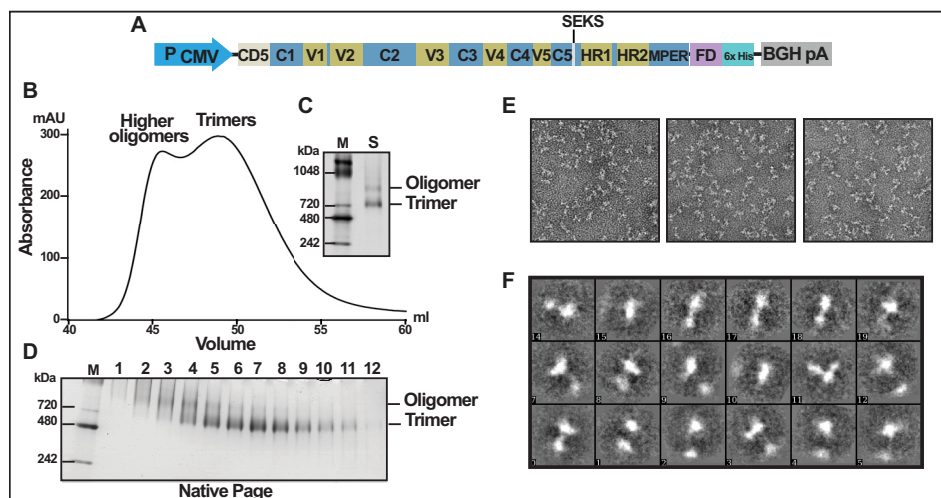 A
SEKS
P CMV CD5 C1 V1 V2 C2 V3 C3 V4 C4 V5 C5 HR1 HR2 MPER FD 6x His BGH pA
B
mAU
300
200
100
0
Absorbance
Higher oligomers
Trimers
40 45 50 55 60 ml
Volume
C
kDa M S
1048
720
480
242
Oligomer
Trimer
D
kDa M 1 2 3 4 5 6 7 8 9 10 11 12
720
480
242
Oligomer
Trimer
Native Page
E
F
14 15 16 17 18 19
7 8 9 10 11 12
1 2 3 4 5